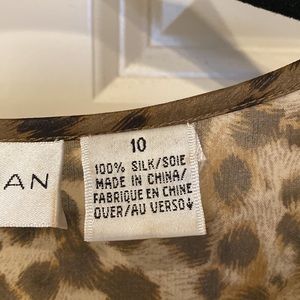 AN
10
100% SILK/SOIE
MADE IN CHINA/
FABRIQUE EN CHINE
OVER/AU VERSO↓